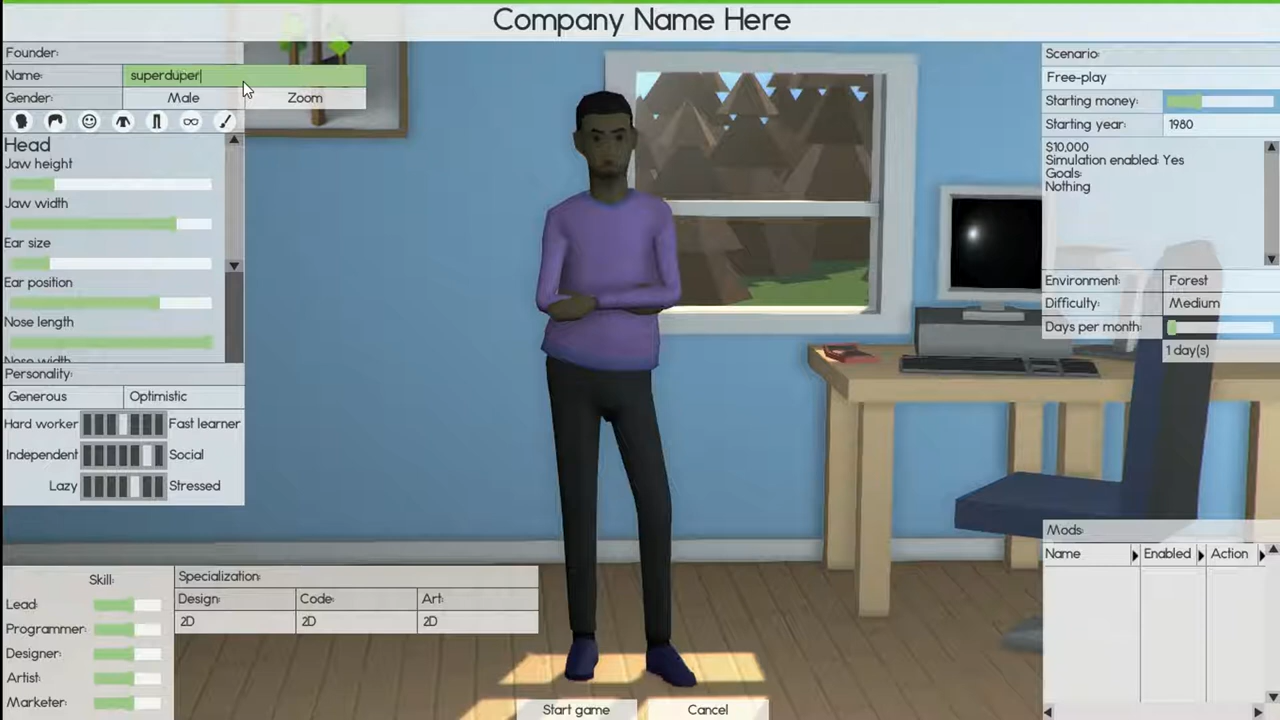 Company Name Here
Founder:
Name: superduper
Gender: Male Zoom
Head
Jaw height
Jaw width
Ear size
Ear position
Nose length
Nose width
Personality:
Generous Optimistic
Hard worker Fast learner
Independent Social
Lazy Stressed
Skill:
Lead:
Programmer:
Designer:
Artist:
Marketer:
Specialization:
Design: Code: Art:
2D 2D 2D
Start game Cancel
Scenario:
Free-play
Starting money:
Starting year: 1980
$10,000
Simulation enabled: Yes
Goals:
Nothing
Environment: Forest
Difficulty: Medium
Days per month:
1 day(s)
Mods:
Name Enabled Action